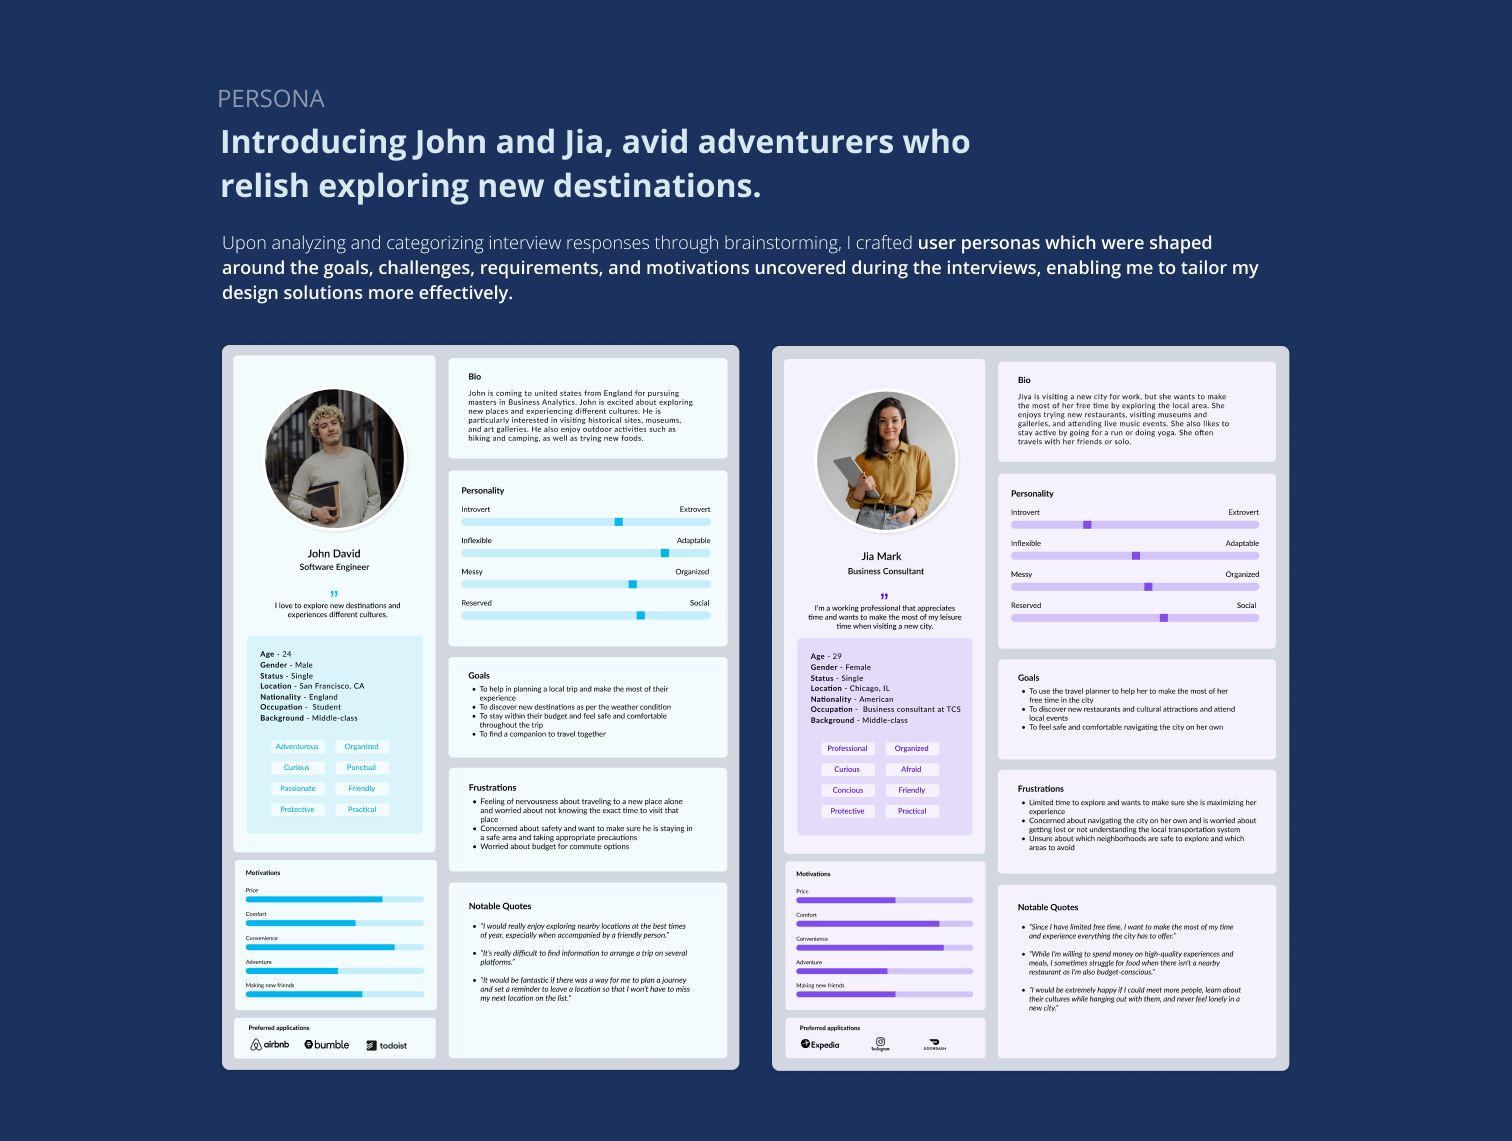 PERSONA
Introducing John and Jia, avid adventurers who
relish exploring new destinations.
Upon analyzing and categorizing interview responses through brainstorming, I crafted user personas which were shaped
around the goals, challenges, requirements, and motivations uncovered during the interviews, enabling me to tailor my
design solutions more effectively.
John David
Software Engineer
”
I love to explore new destinations and
experiences different cultures.
Age - 24
Gender - Male
Status - Single
Location - San Francisco, CA
Nationality - England
Occupation - Student
Background - Middle-class
Adventurous Organized
Curious Punctual
Passionate Friendly
Protective Practical
Motivations
Price
Comfort
Convenience
Adventure
Making new friends
Preferred applications
airbnb bumble todoist
Bio
John is coming to united states from England for pursuing
masters in Business Analytics. John is excited about exploring
new places and experiencing different cultures. He is
particularly interested in visiting historical sites, museums,
and art galleries. He also enjoy outdoor activities such as
hiking and camping, as well as trying new foods.
Personality
Introvert Extrovert
Inflexible Adaptable
Messy Organized
Reserved Social
Goals
• To help in planning a local trip and make the most of their
experience
• To discover new destinations as per the weather condition
• To stay within their budget and feel safe and comfortable
throughout the trip
• To find a companion to travel together
Frustrations
• Feeling of nervousness about traveling to a new place alone
and worried about not knowing the exact time to visit that
place
• Concerned about safety and want to make sure he is staying in
a safe area and taking appropriate precautions
• Worried about budget for commute options
Notable Quotes
• "I would really enjoy exploring nearby locations at the best times
of year, especially when accompanied by a friendly person."
• "It's really difficult to find information to arrange a trip on several
platforms."
• "It would be fantastic if there was a way for me to plan a journey
and set a reminder to leave a location so that I won't have to miss
my next location on the list."
Jia Mark
Business Consultant
”
I'm a working professional that appreciates
time and wants to make the most of my leisure
time when visiting a new city.
Age - 29
Gender - Female
Status - Single
Location - Chicago, IL
Nationality - American
Occupation - Business consultant at TCS
Background - Middle-class
Professional Organized
Curious Afraid
Concious Friendly
Protective Practical
Motivations
Price
Comfort
Convenience
Adventure
Making new friends
Preferred applications
Expedia Instagram DOORDASH
Bio
Jiya is visiting a new city for work, but she wants to make
the most of her free time by exploring the local area. She
enjoys trying new restaurants, visiting museums and
galleries, and attending live music events. She also likes to
stay active by going for a run or doing yoga. She often
travels with her friends or solo.
Personality
Introvert Extrovert
Inflexible Adaptable
Messy Organized
Reserved Social
Goals
• To use the travel planner to help her to make the most of her
free time in the city
• To discover new restaurants and cultural attractions and attend
local events
• To feel safe and comfortable navigating the city on her own
Frustrations
• Limited time to explore and wants to make sure she is maximizing her
experience
• Concerned about navigating the city on her own and is worried about
getting lost or not understanding the local transportation system
• Unsure about which neighborhoods are safe to explore and which
areas to avoid
Notable Quotes
• "Since I have limited free time, I want to make the most of my time
and experience everything the city has to offer."
• "While I'm willing to spend money on high-quality experiences and
meals, I sometimes struggle for food when there isn't a nearby
restaurant as I'm also budget-conscious."
• "I would be extremely happy if I could meet more people, learn about
their cultures while hanging out with them, and never feel lonely in a
new city."